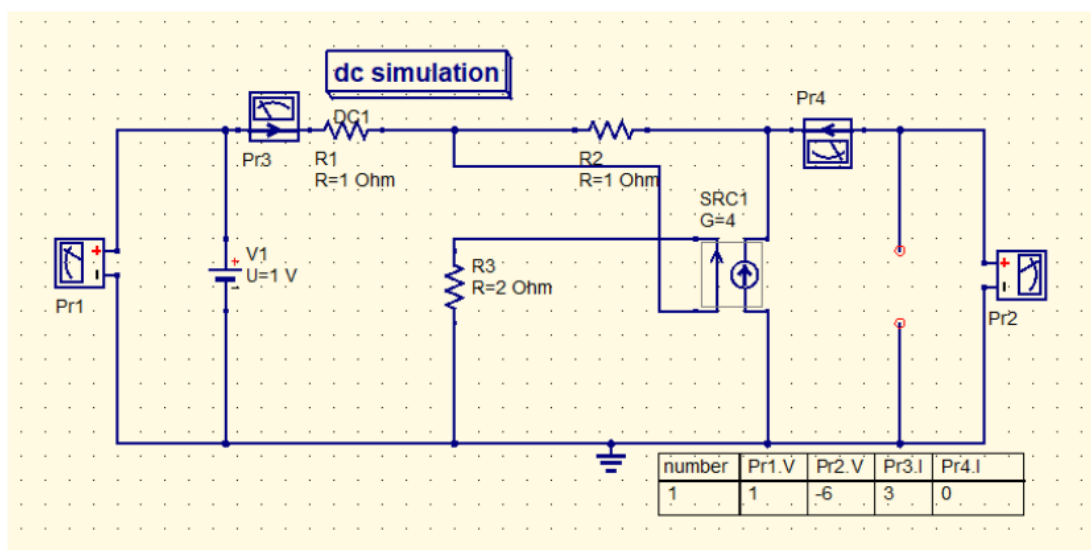 dc simulation
DC1
Pr4
Pr3
R1
R=1 Ohm
R2
R=1 Ohm
SRC1
G=4
V1
U=1 V
R3
R=2 Ohm
Pr1
Pr2
number Pr1.V Pr2.V Pr3.I Pr4.I
1 1 -6 3 0